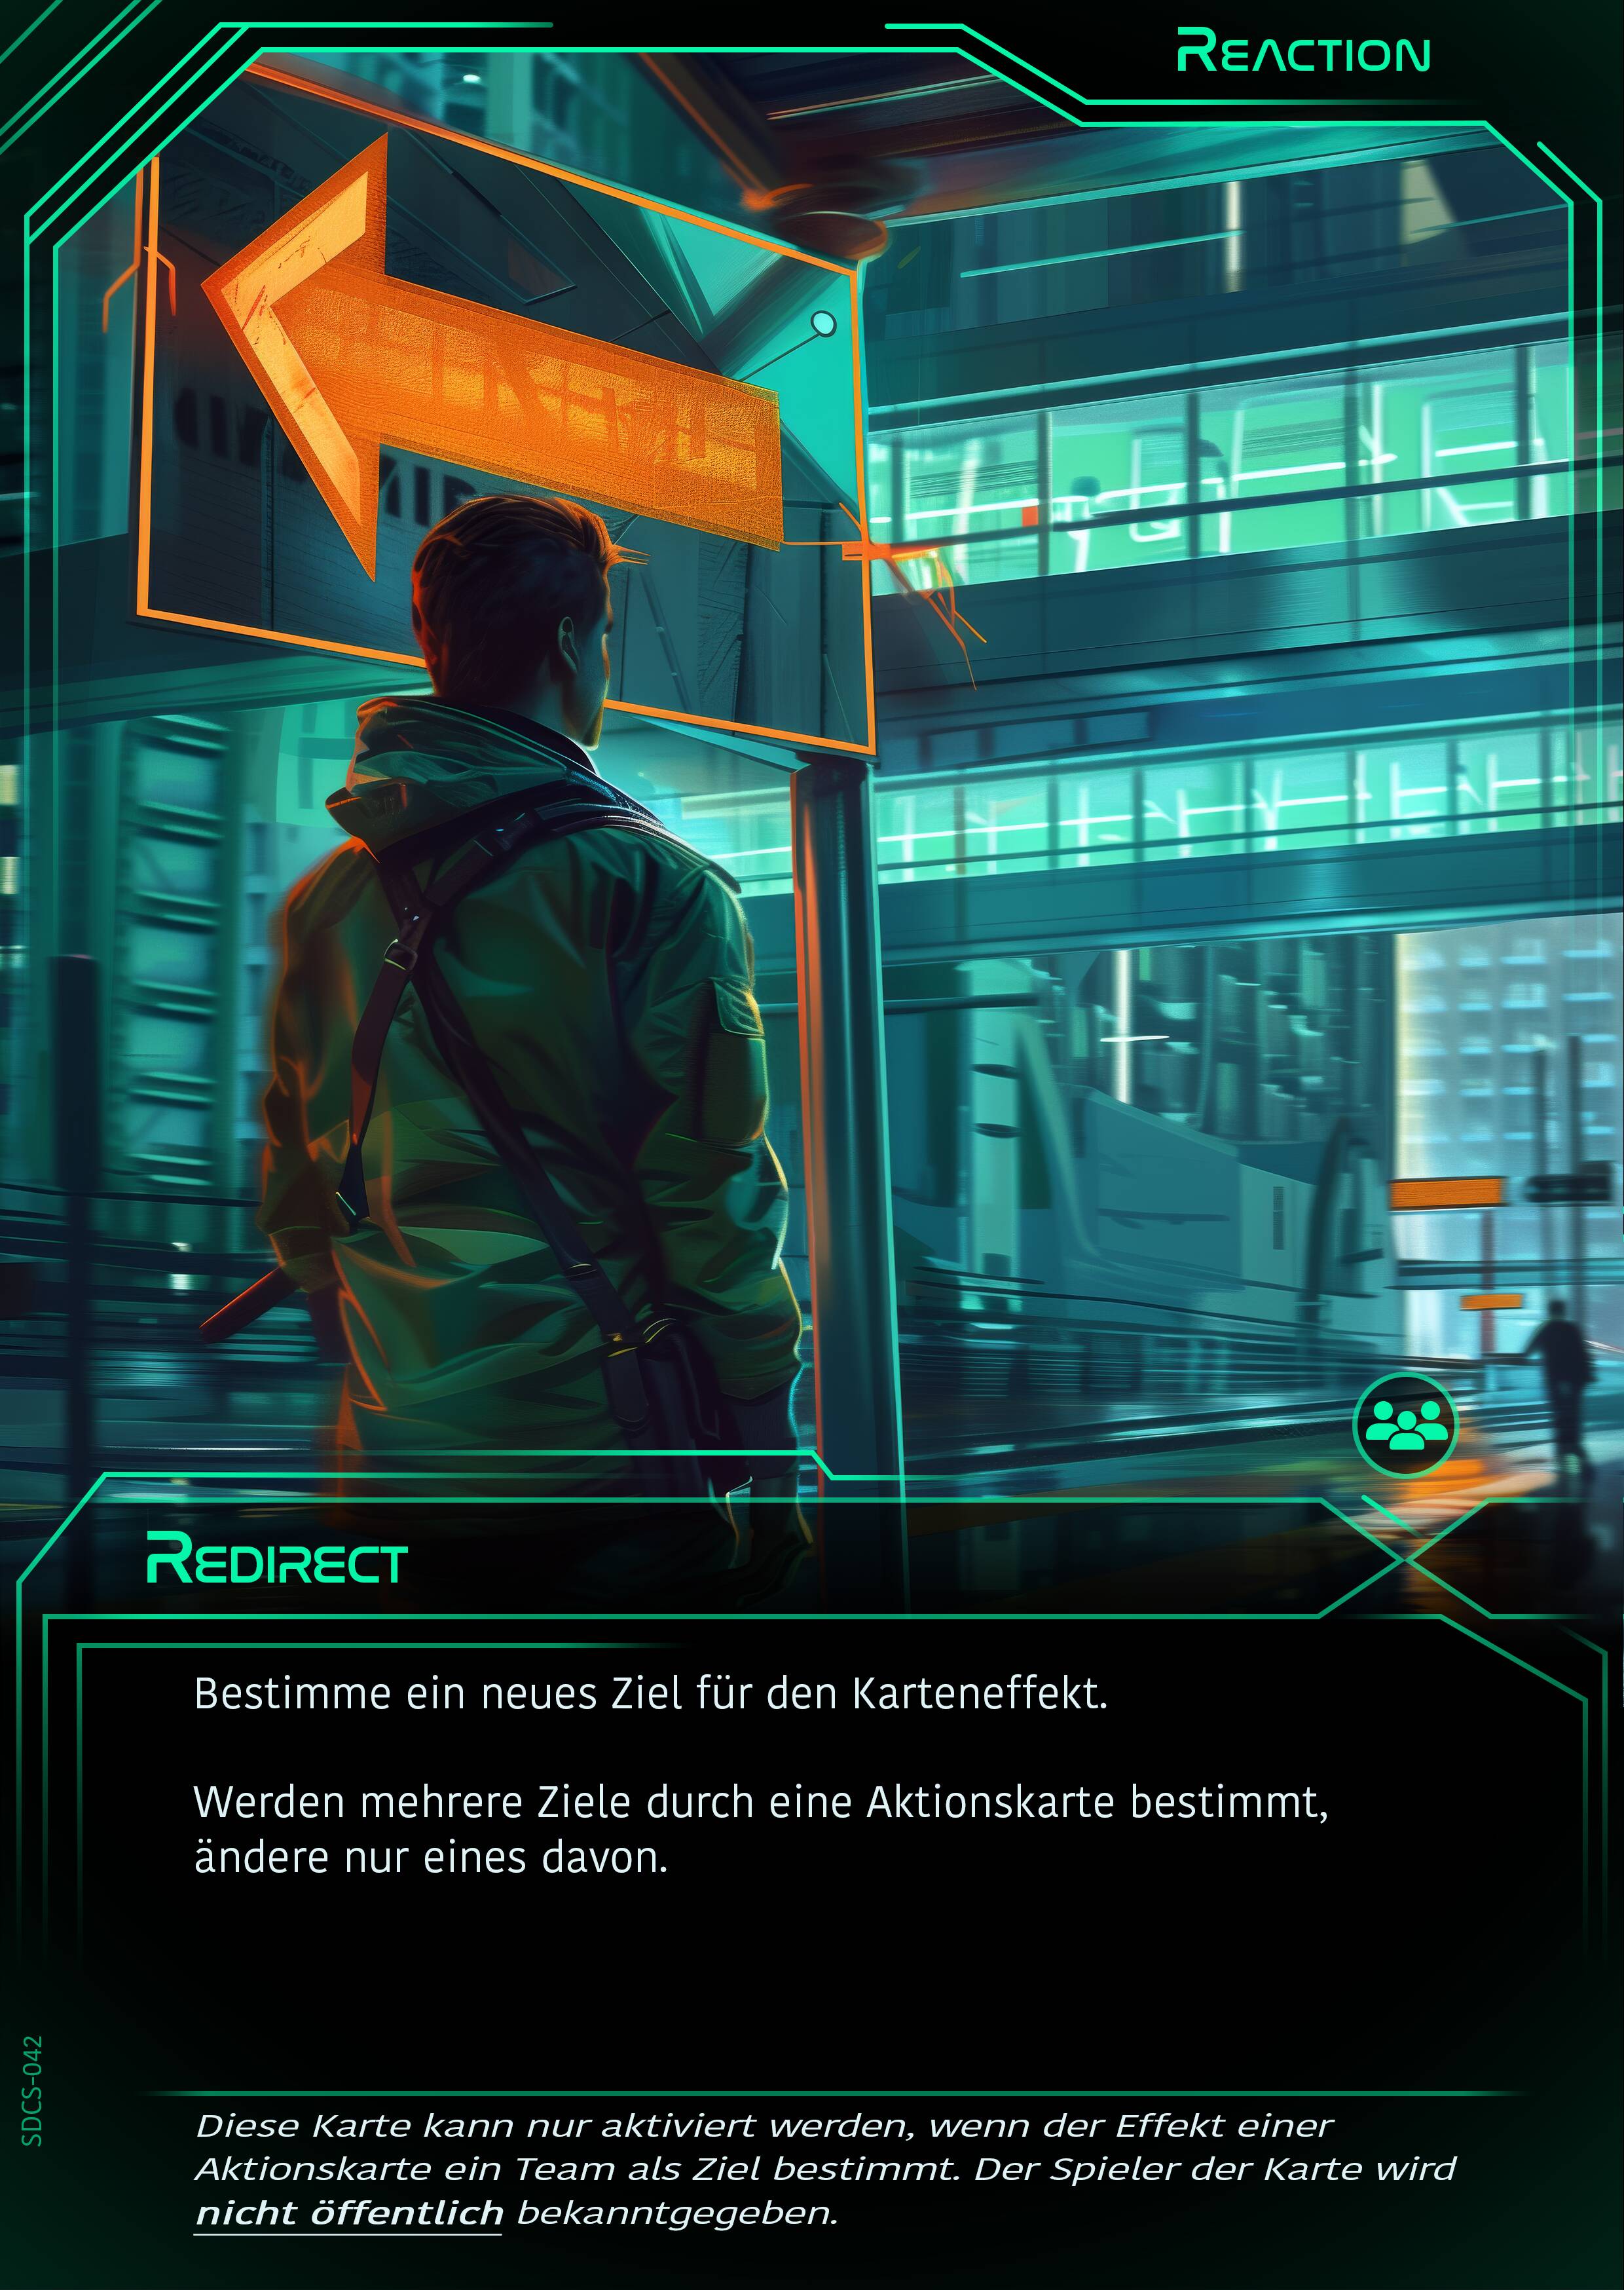 Reaction
Redirect
Bestimme ein neues Ziel für den Karteneffekt.
Werden mehrere Ziele durch eine Aktionskarte bestimmt,
ändere nur eines davon.
SDCS-042
Diese Karte kann nur aktiviert werden, wenn der Effekt einer
Aktionskarte ein Team als Ziel bestimmt. Der Spieler der Karte wird
nicht öffentlich bekanntgegeben.